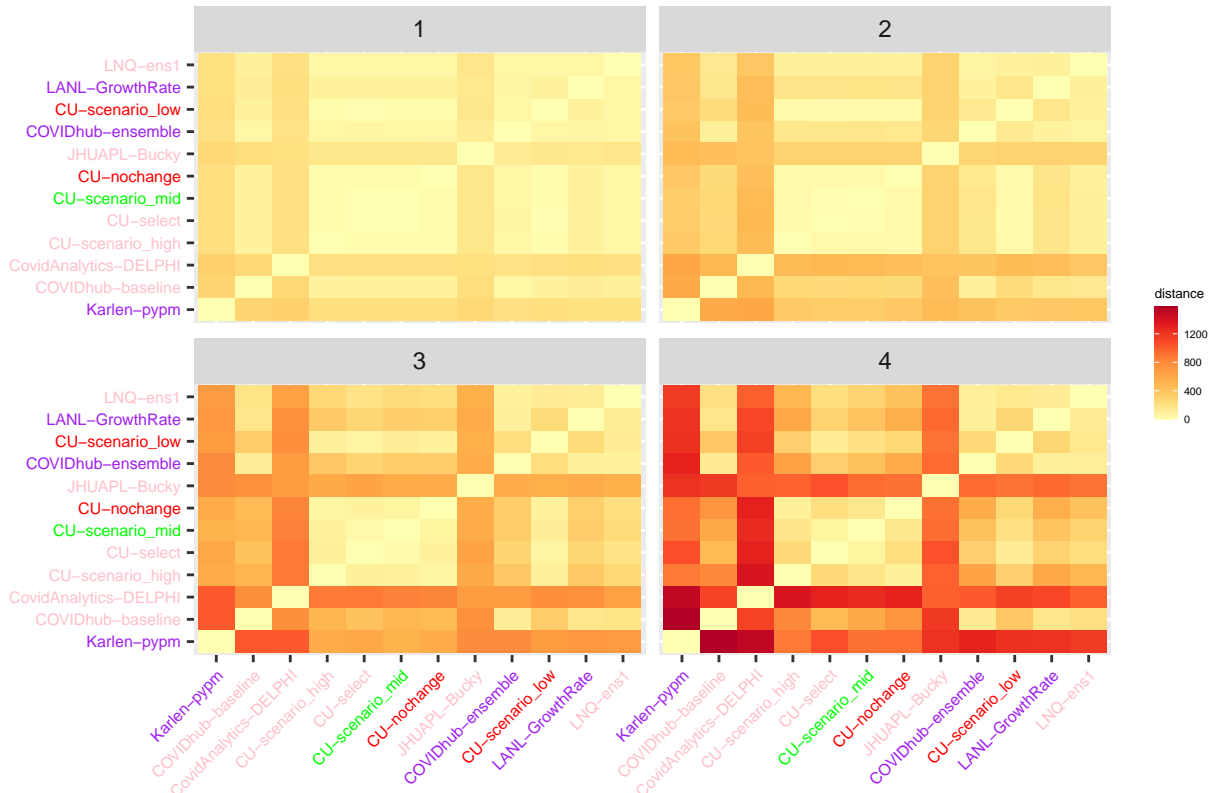 1
2
LNQ−ens1
LANL−GrowthRate
CU−scenario_low
COVIDhub−ensemble
JHUAPL−Bucky
CU−nochange
CU−scenario_mid
CU−select
CU−scenario_high
CovidAnalytics−DELPHI
COVIDhub−baseline
Karlen−pypm
distance
1200
800
400
0
3
4
LNQ−ens1
LANL−GrowthRate
CU−scenario_low
COVIDhub−ensemble
JHUAPL−Bucky
CU−nochange
CU−scenario_mid
CU−select
CU−scenario_high
CovidAnalytics−DELPHI
COVIDhub−baseline
Karlen−pypm
Karlen−pypm
COVIDhub−baseline
CovidAnalytics−DELPHI
CU−scenario_high
CU−select
CU−scenario_mid
CU−nochange
JHUAPL−Bucky
COVIDhub−ensemble
CU−scenario_low
LANL−GrowthRate
LNQ−ens1
Karlen−pypm
COVIDhub−baseline
CovidAnalytics−DELPHI
CU−scenario_high
CU−select
CU−scenario_mid
CU−nochange
JHUAPL−Bucky
COVIDhub−ensemble
CU−scenario_low
LANL−GrowthRate
LNQ−ens1